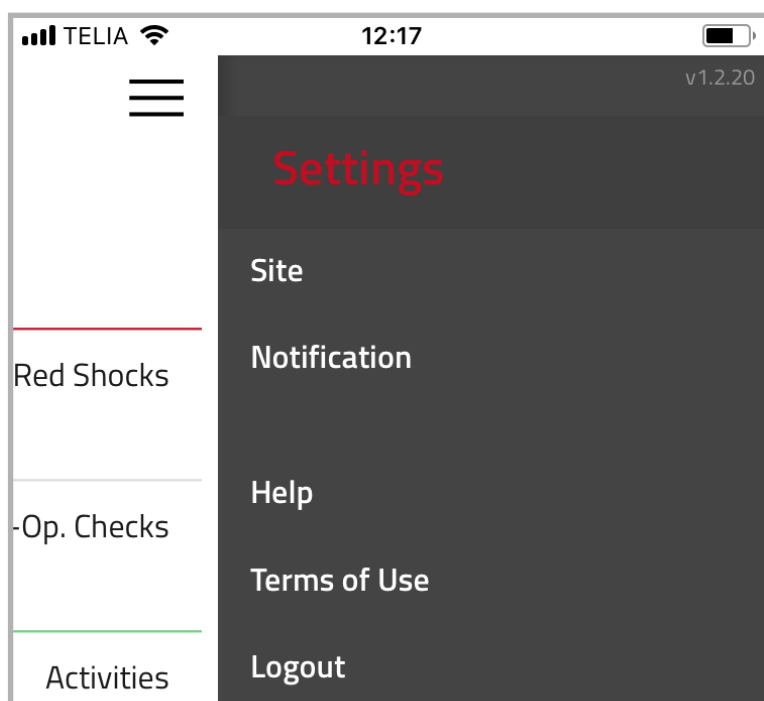 TELIA 12:17
v1.2.20
Settings
Site
Notification
Red Shocks
Help
-Op. Checks
Terms of Use
Logout
Activities